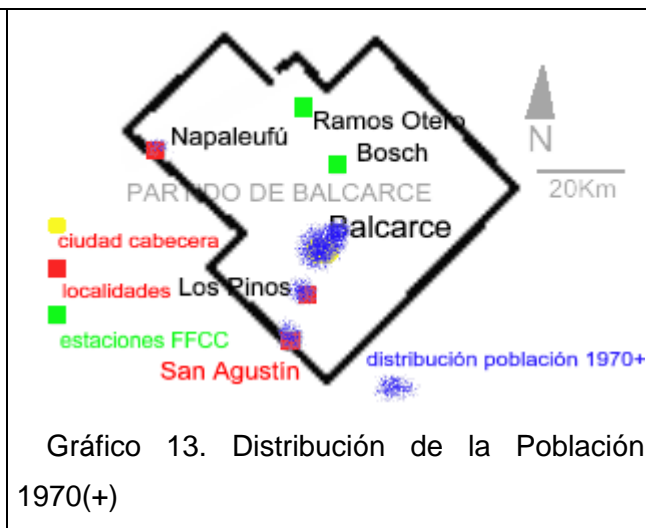 Ramos Otero
Napaleufú
N
Bosch
PARTIDO DE BALCARCE
20Km
Balcarce
ciudad cabecera
localidades
Los Pinos
estaciones FFCC
San Agustín
distribución población 1970+
Gráfico 13. Distribución de la Población
1970(+)